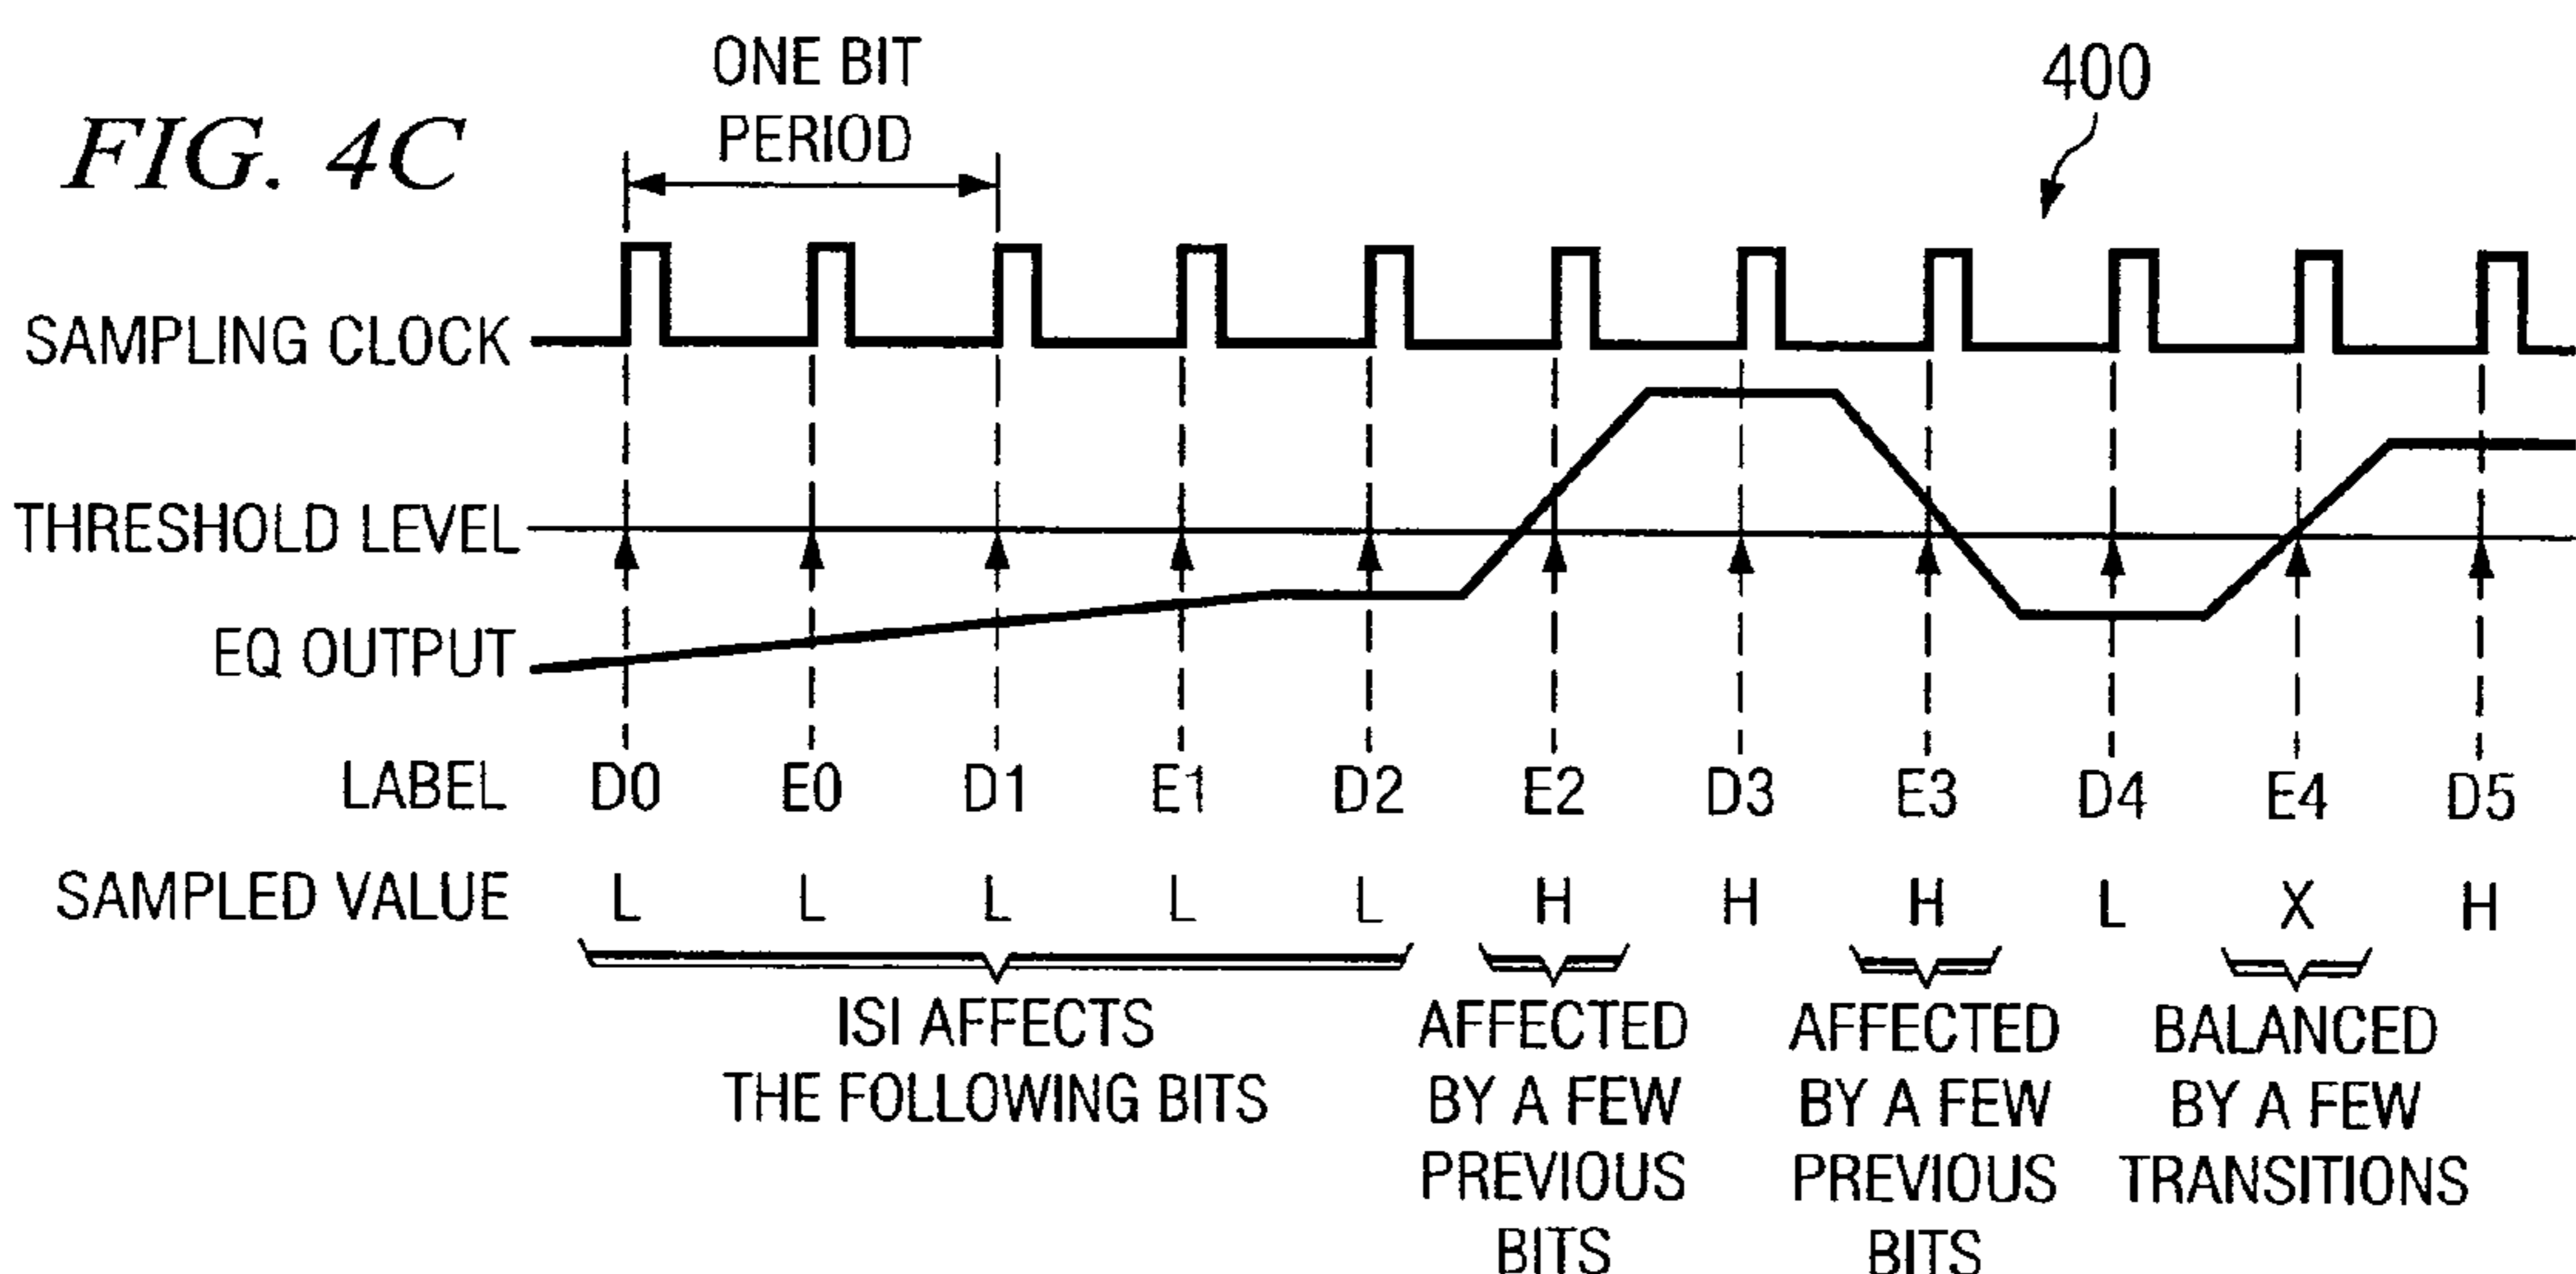 FIG. 4C
ONE BIT
PERIOD
400
SAMPLING CLOCK
THRESHOLD LEVEL
EQ OUTPUT
LABEL D0 E0 D1 E1 D2 E2 D3 E3 D4 E4 D5
SAMPLED VALUE L L L L L H H H L X H
ISI AFFECTS
THE FOLLOWING BITS
AFFECTED
BY A FEW
PREVIOUS
BITS
AFFECTED
BY A FEW
PREVIOUS
BITS
BALANCED
BY A FEW
TRANSITIONS